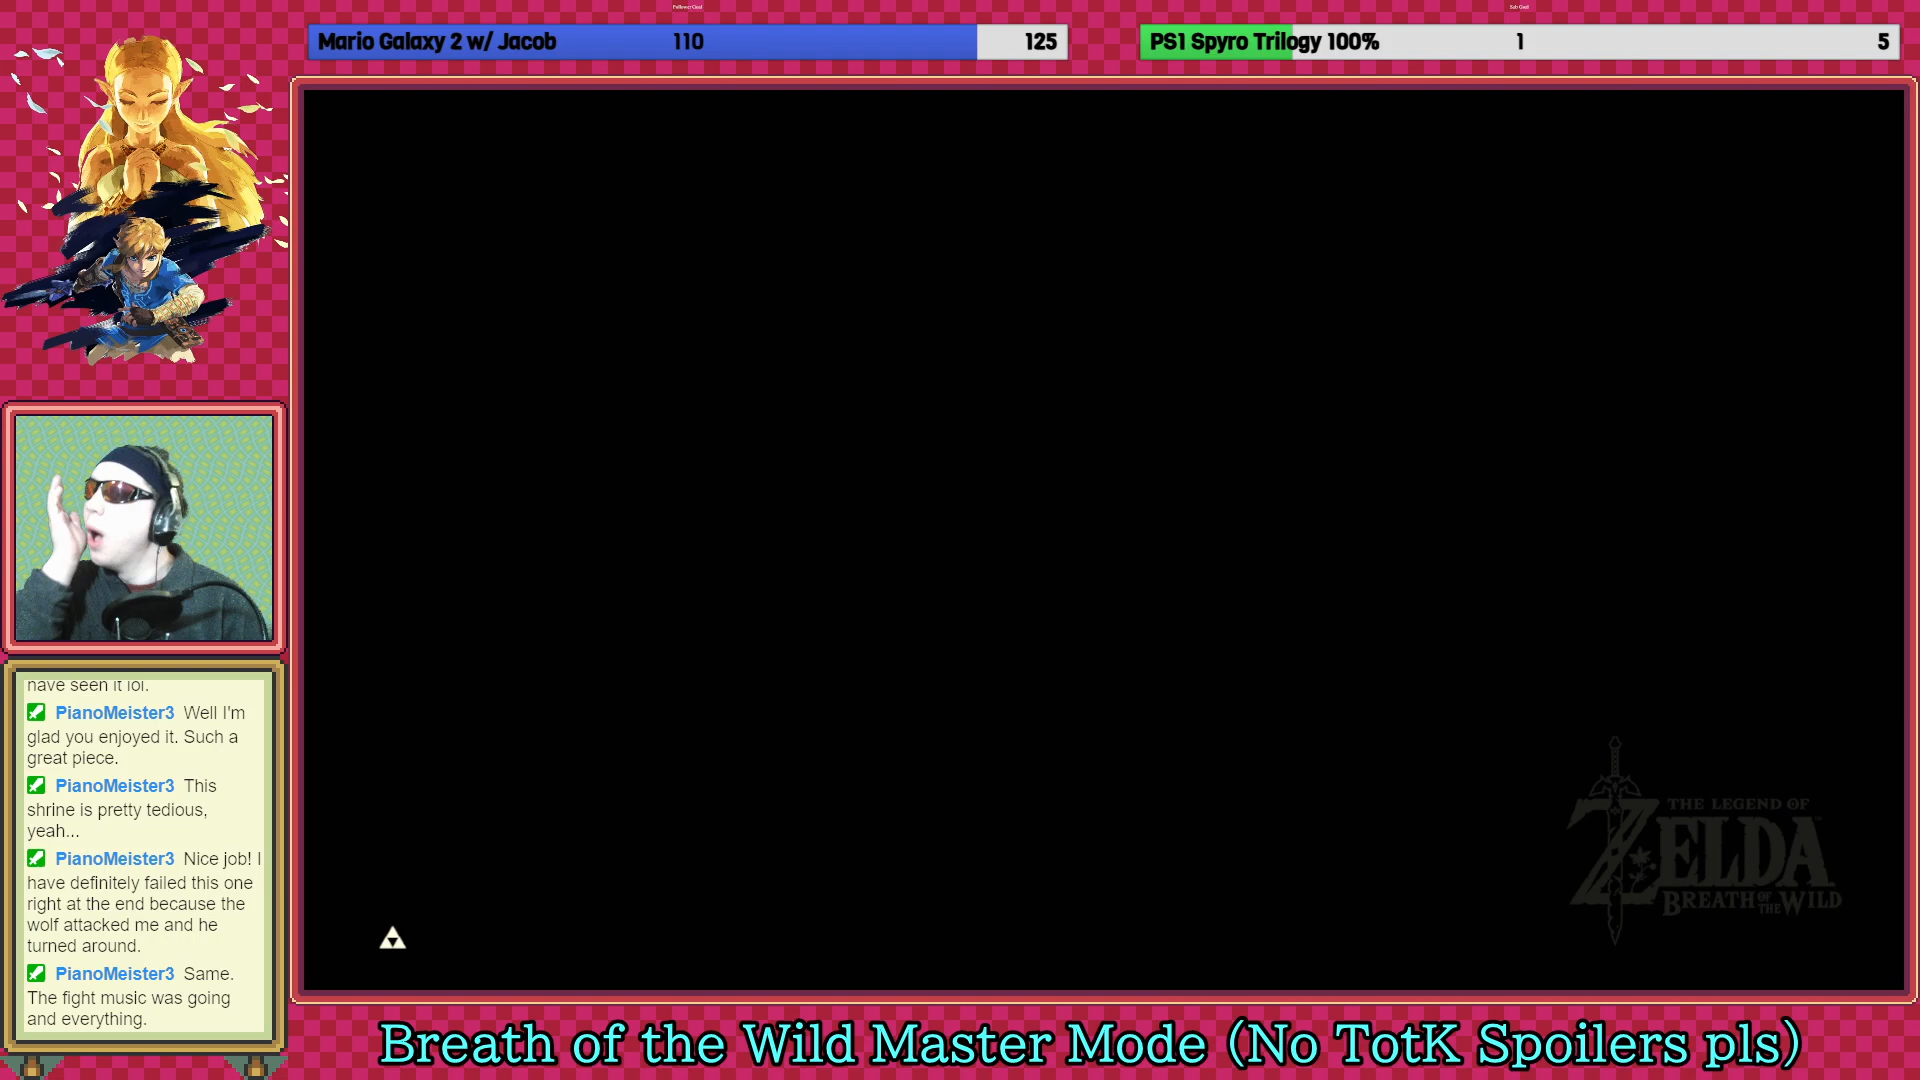 Follower Goal
Sub Goal
Mario Galaxy 2 w/ Jacob 110 125
PS1 Spyro Trilogy 100% 1 5
have seen it lol.
PianoMeister3 Well I'm
glad you enjoyed it. Such a
great piece.
PianoMeister3 This
shrine is pretty tedious,
yeah...
PianoMeister3 Nice job! I
have definitely failed this one
right at the end because the
wolf attacked me and he
turned around.
PianoMeister3 Same.
The fight music was going
and everything.
THE LEGEND OF
ZELDA
BREATH OF THE WILD
Breath of the Wild Master Mode (No TotK Spoilers pls)